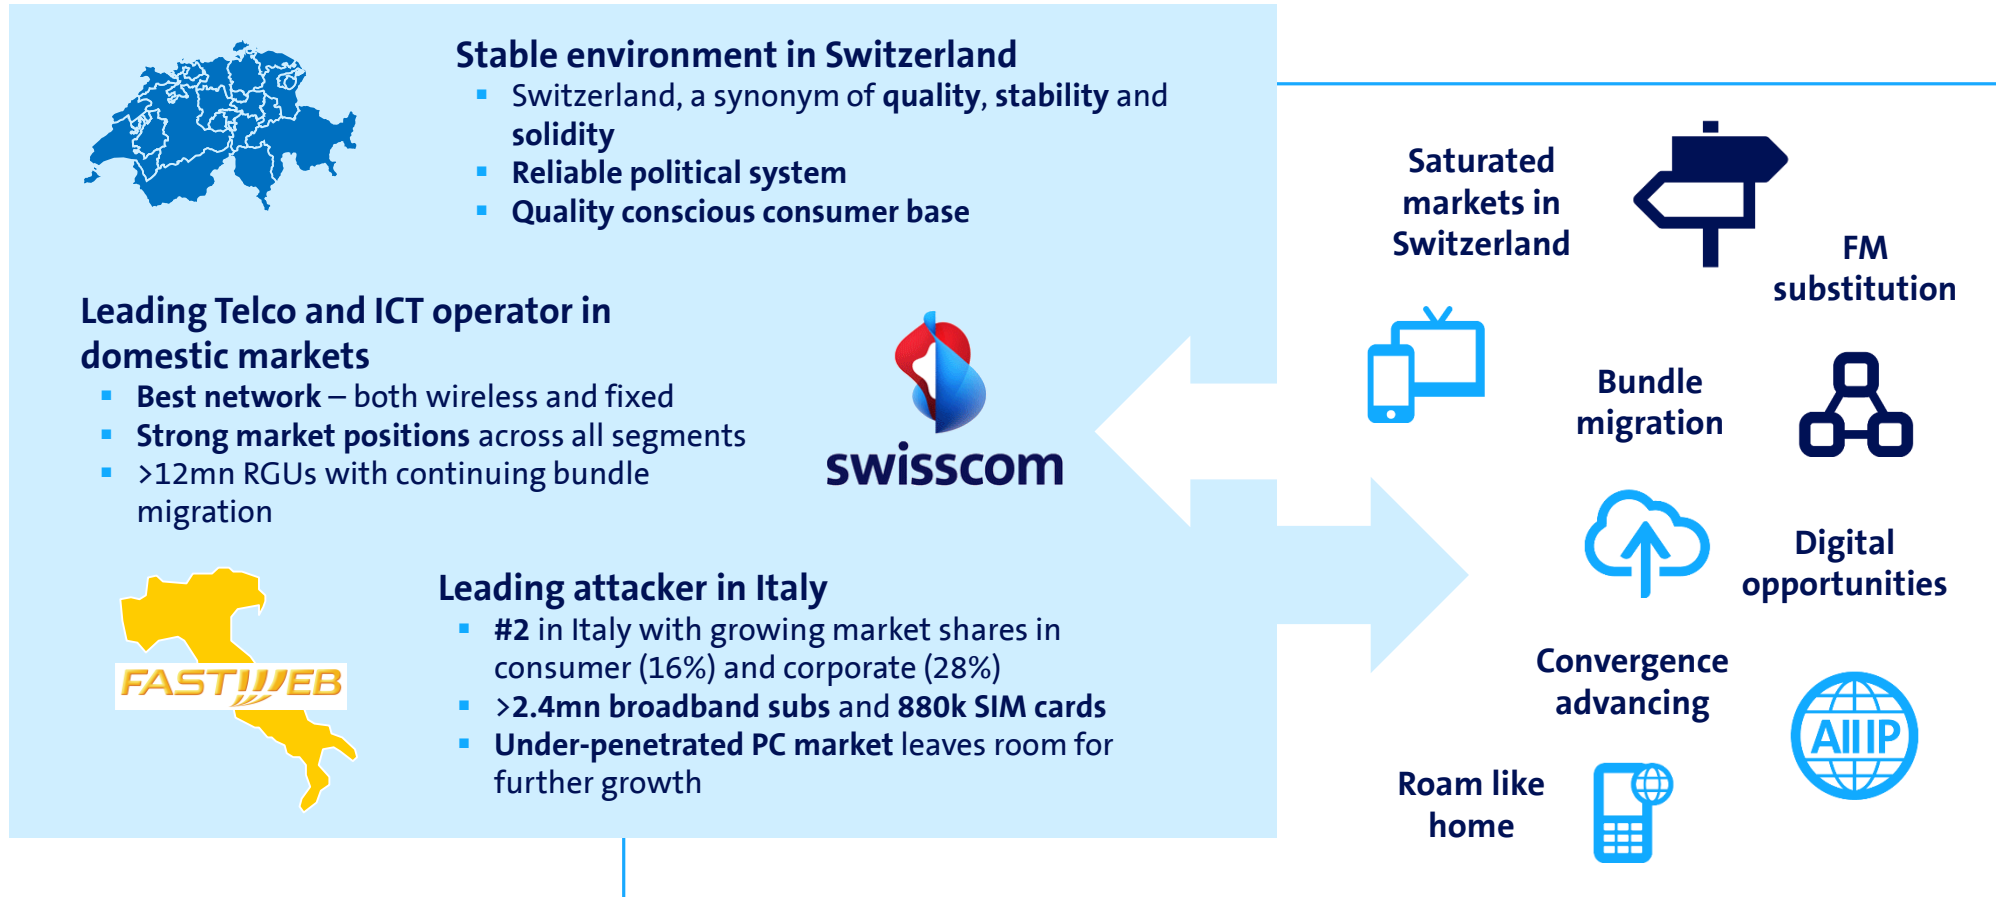 Stable environment in Switzerland
▪ Switzerland, a synonym of quality, stability and
solidity
▪ Reliable political system
▪ Quality conscious consumer base
Leading Telco and ICT operator in
domestic markets
▪ Best network – both wireless and fixed
▪ Strong market positions across all segments
▪ >12mn RGUs with continuing bundle
migration
swisscom
FASTWEB
Leading attacker in Italy
▪ #2 in Italy with growing market shares in
consumer (16%) and corporate (28%)
▪ >2.4mn broadband subs and 880k SIM cards
▪ Under-penetrated PC market leaves room for
further growth
Saturated
markets in
Switzerland
FM
substitution
Bundle
migration
Digital
opportunities
Convergence
advancing
All IP
Roam like
home